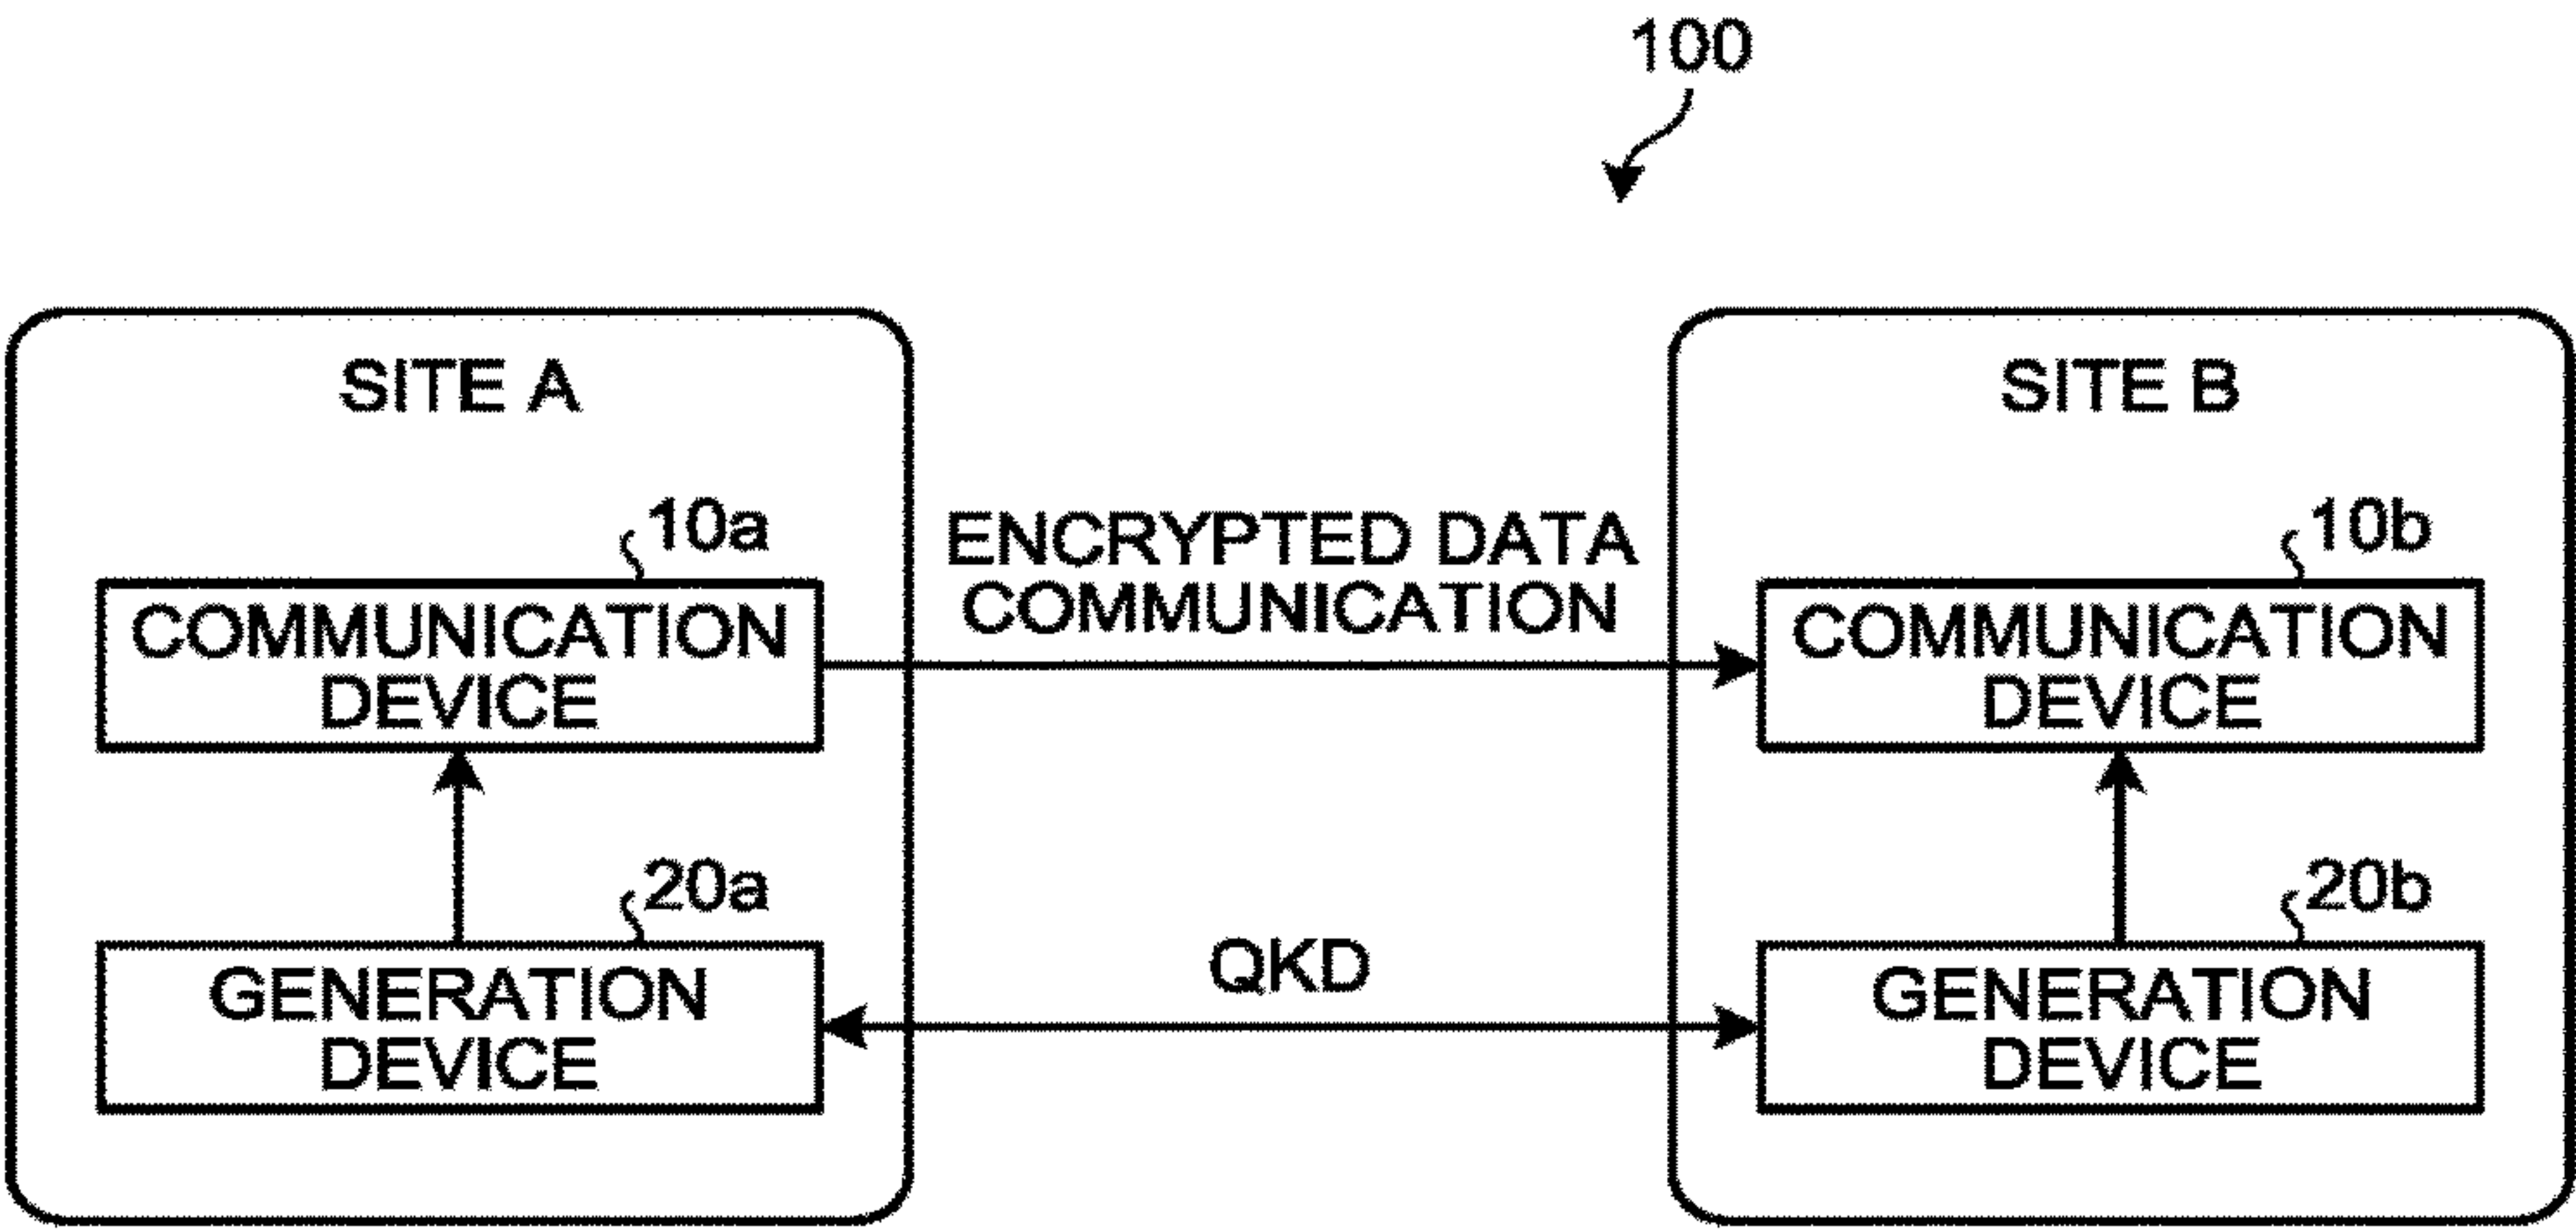 100
SITE A
SITE B
10a
10b
ENCRYPTED DATA
COMMUNICATION
COMMUNICATION
DEVICE
COMMUNICATION
DEVICE
20a
20b
QKD
GENERATION
DEVICE
GENERATION
DEVICE